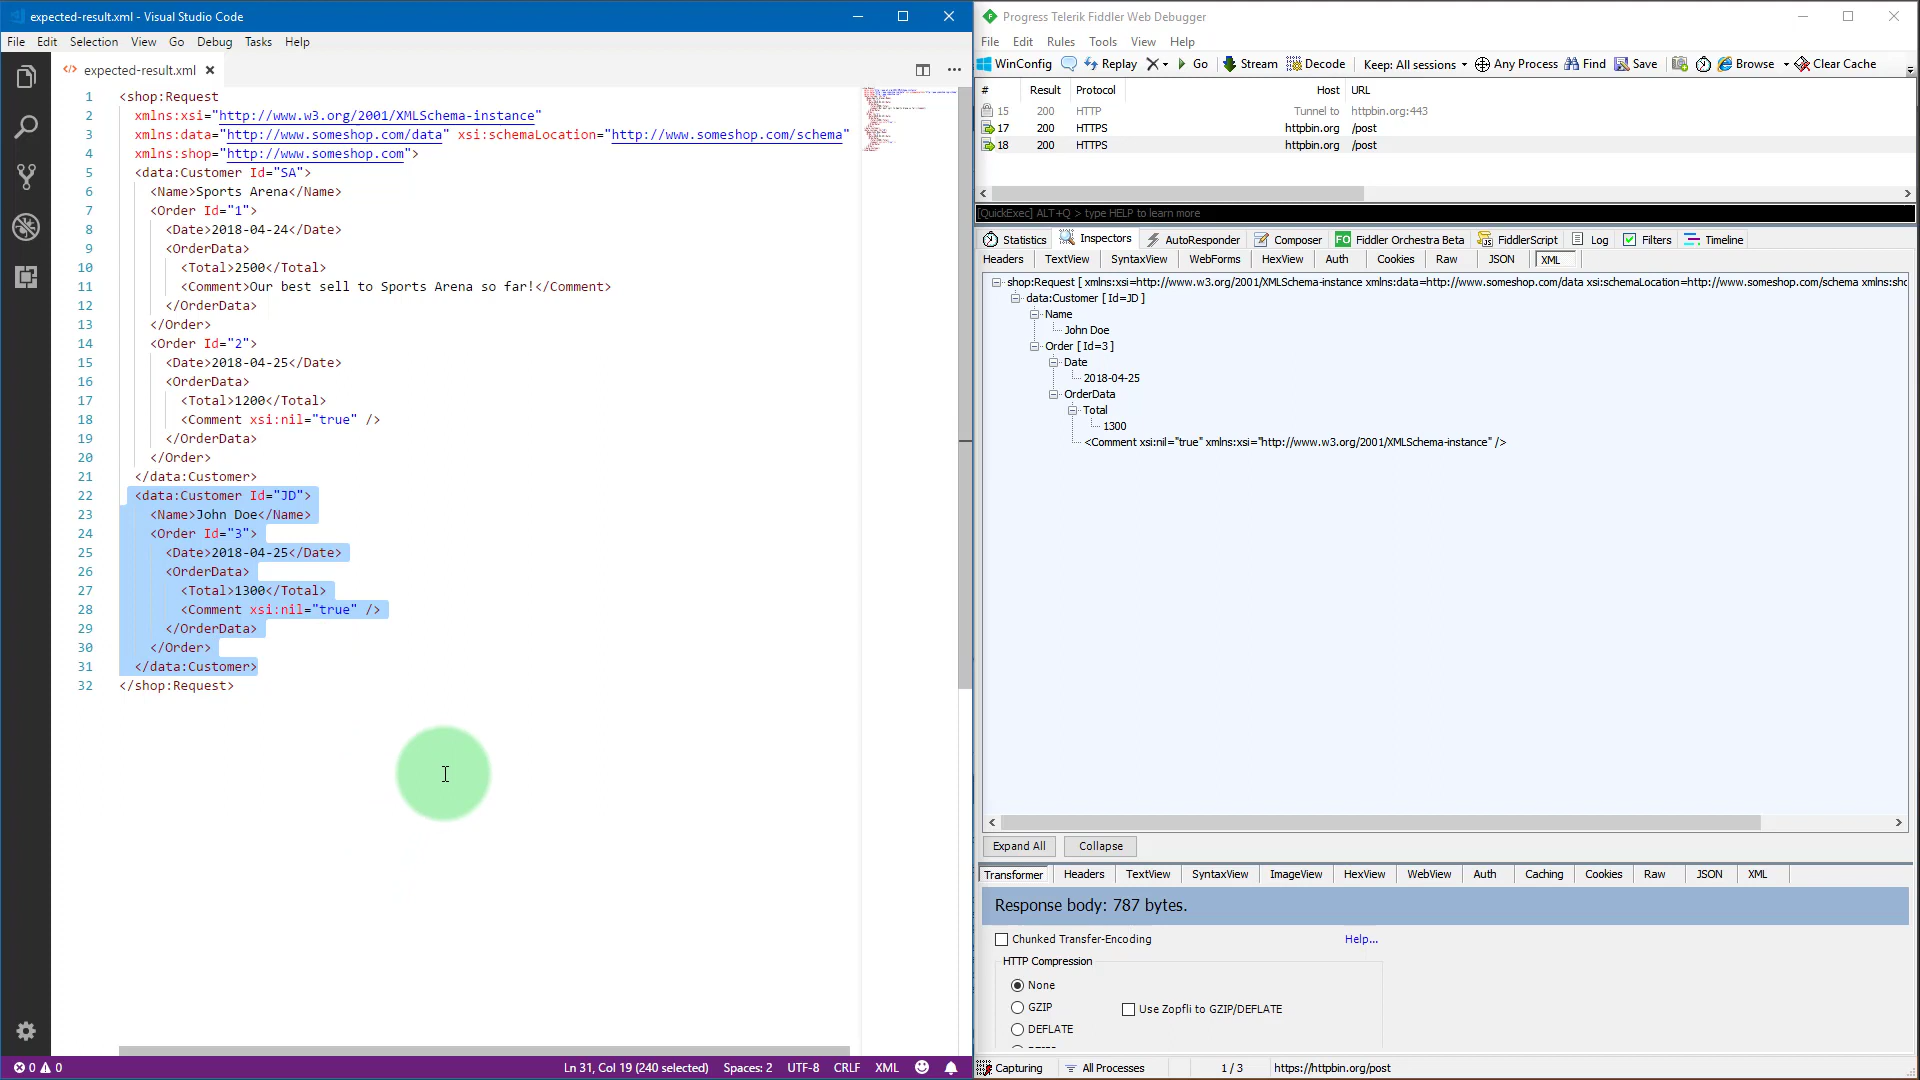 expected-result.xml - Visual Studio Code
File Edit Selection View Go Debug Tasks Help
expected-result.xml
1 <shop:Request
2 xmlns:xsi="http://www.w3.org/2001/XMLSchema-instance"
3 xmlns:data="http://www.someshop.com/data" xsi:schemaLocation="http://www.someshop.com/schema"
4 xmlns:shop="http://www.someshop.com">
5 <data:Customer Id="SA">
6 <Name>Sports Arena</Name>
7 <Order Id="1">
8 <Date>2018-04-24</Date>
9 <OrderData>
10 <Total>2500</Total>
11 <Comment>Our best sell to Sports Arena so far!</Comment>
12 </OrderData>
13 </Order>
14 <Order Id="2">
15 <Date>2018-04-25</Date>
16 <OrderData>
17 <Total>1200</Total>
18 <Comment xsi:nil="true" />
19 </OrderData>
20 </Order>
21 </data:Customer>
22 <data:Customer Id="JD">
23 <Name>John Doe</Name>
24 <Order Id="3">
25 <Date>2018-04-25</Date>
26 <OrderData>
27 <Total>1300</Total>
28 <Comment xsi:nil="true" />
29 </OrderData>
30 </Order>
31 </data:Customer>
32 </shop:Request>
0 0 Ln 31, Col 19 (240 selected) Spaces: 2 UTF-8 CRLF XML
Progress Telerik Fiddler Web Debugger
File Edit Rules Tools View Help
WinConfig Replay Go Stream Decode Keep: All sessions Any Process Find Save Browse Clear Cache
# Result Protocol Host URL
15 200 HTTP Tunnel to httpbin.org:443
17 200 HTTPS httpbin.org /post
18 200 HTTPS httpbin.org /post
[QuickExec] ALT+Q > type HELP to learn more
Statistics Inspectors AutoResponder Composer FO Fiddler Orchestra Beta FiddlerScript Log Filters Timeline
Headers TextView SyntaxView WebForms HexView Auth Cookies Raw JSON XML
shop:Request [ xmlns:xsi=http://www.w3.org/2001/XMLSchema-instance xmlns:data=http://www.someshop.com/data xsi:schemaLocation=http://www.someshop.com/schema xmlns:sho
data:Customer [ Id=JD ]
Name
John Doe
Order [ Id=3 ]
Date
2018-04-25
OrderData
Total
1300
<Comment xsi:nil="true" xmlns:xsi="http://www.w3.org/2001/XMLSchema-instance" />
Expand All Collapse
Transformer Headers TextView SyntaxView ImageView HexView WebView Auth Caching Cookies Raw JSON XML
Response body: 787 bytes.
Chunked Transfer-Encoding Help...
HTTP Compression
None
GZIP Use Zopfli to GZIP/DEFLATE
DEFLATE
Capturing All Processes 1 / 3 https://httpbin.org/post